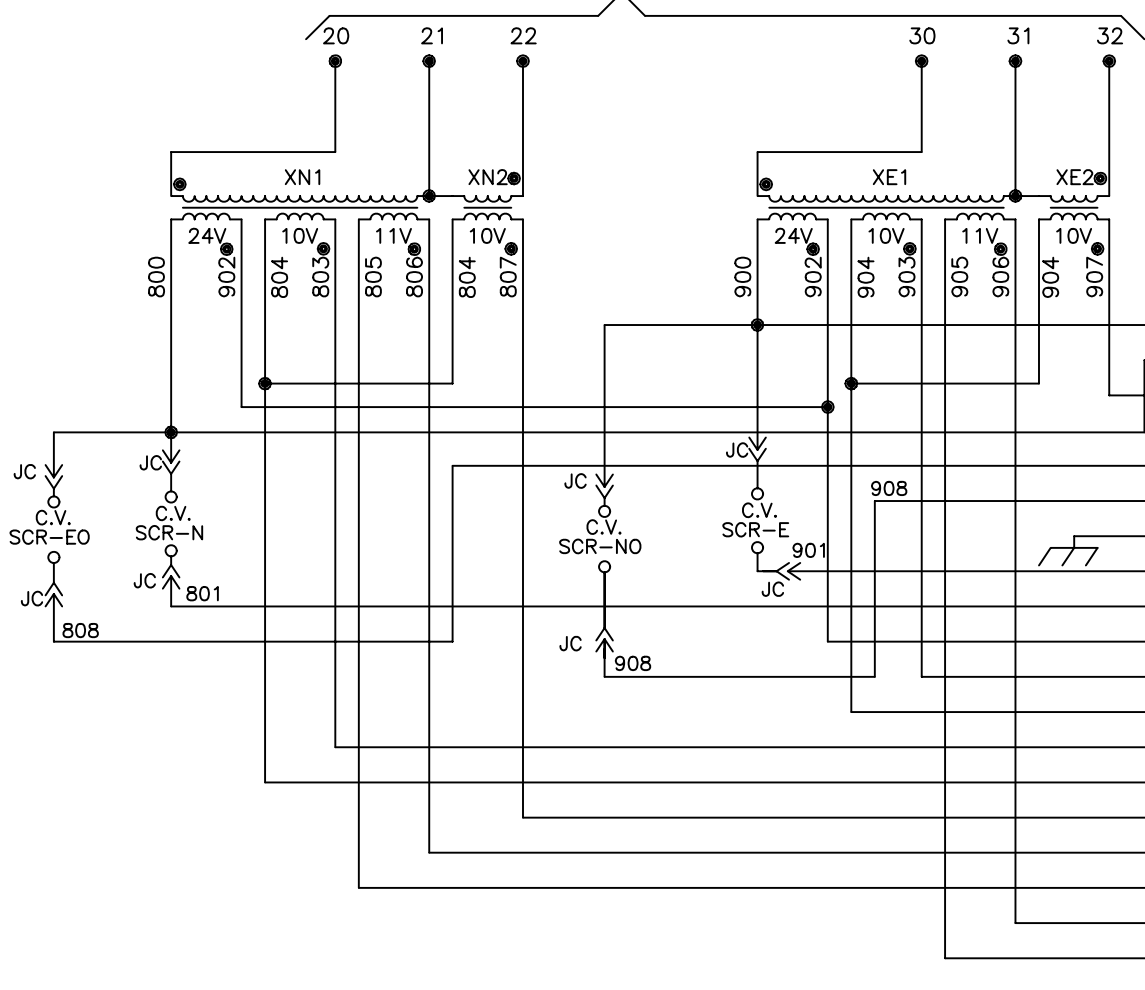 20 21 22 30 31 32
XN1 XN2 XE1 XE2
24V 10V 11V 10V 24V 10V 11V 10V
800 902 804 803 805 806 804 807 900 902 904 903 905 906 904 907
JC JC JC JC
908
C.V.
SCR-EO
C.V.
SCR-N
C.V.
SCR-NO
C.V.
SCR-E
901
JC JC JC
801
808
JC
908